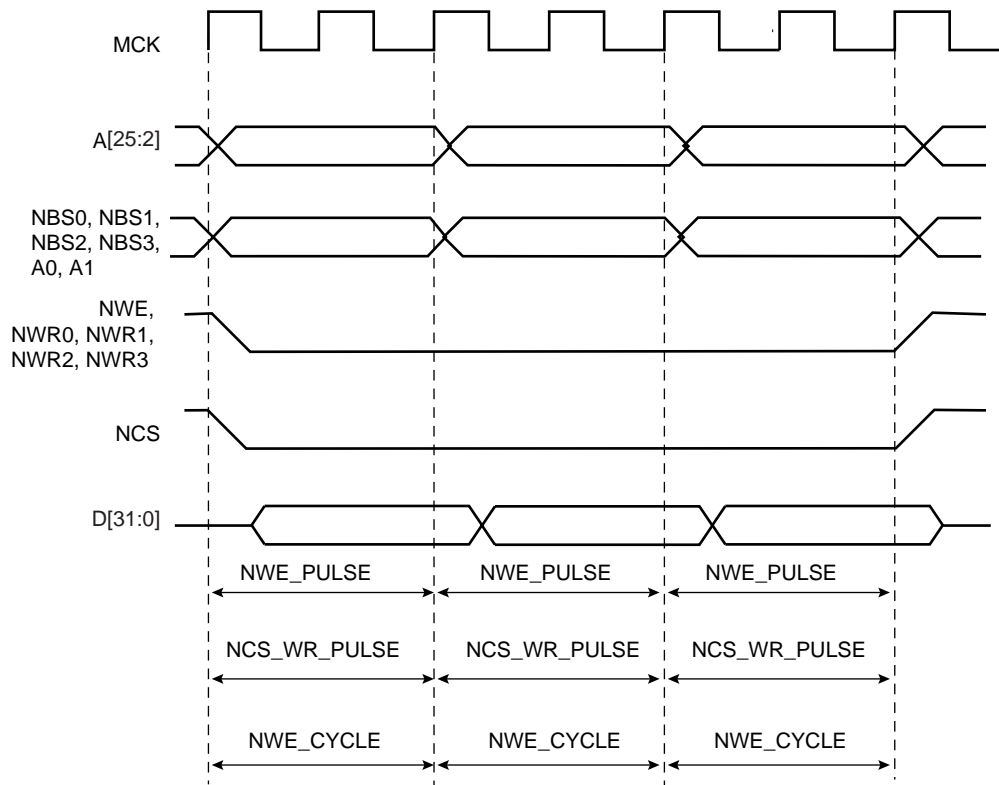 MCK
A[25:2]
NBS0, NBS1,
NBS2, NBS3,
A0, A1
NWE,
NWR0, NWR1,
NWR2, NWR3
NCS
D[31:0]
NWE_PULSE NWE_PULSE NWE_PULSE
NCS_WR_PULSE NCS_WR_PULSE NCS_WR_PULSE
NWE_CYCLE NWE_CYCLE NWE_CYCLE